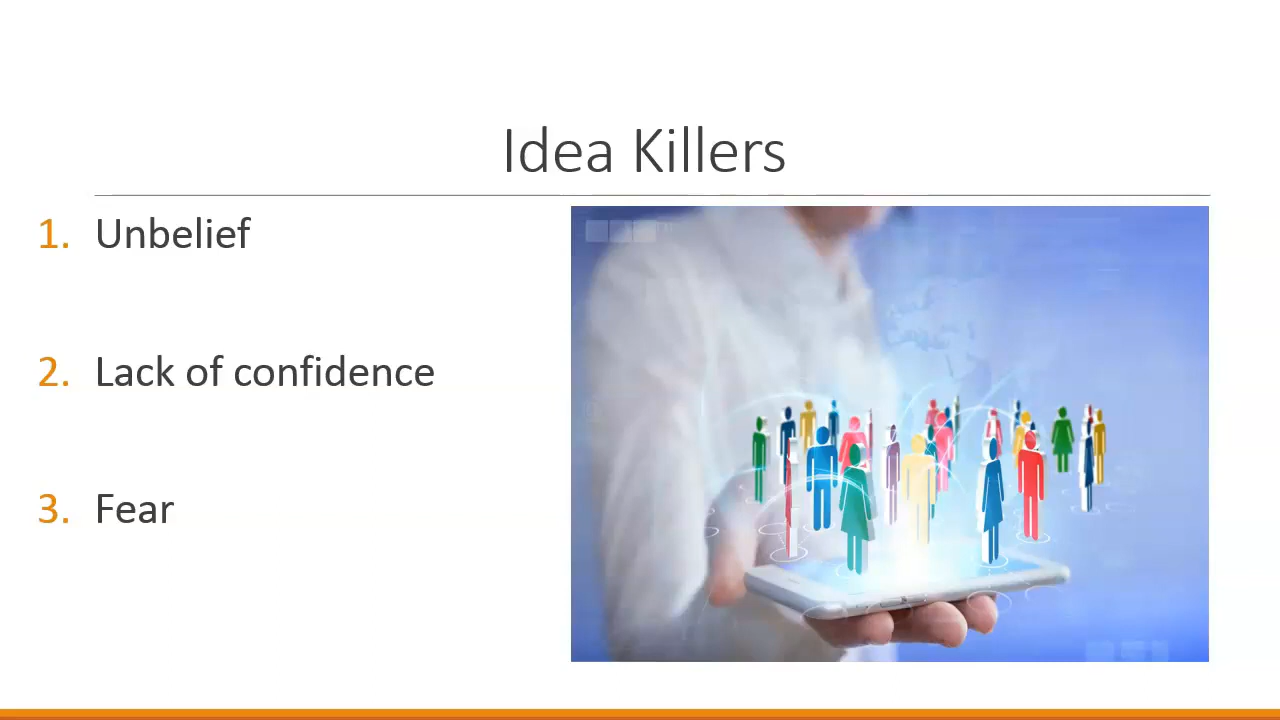 Idea Killers
1. Unbelief
2. Lack of confidence
3. Fear